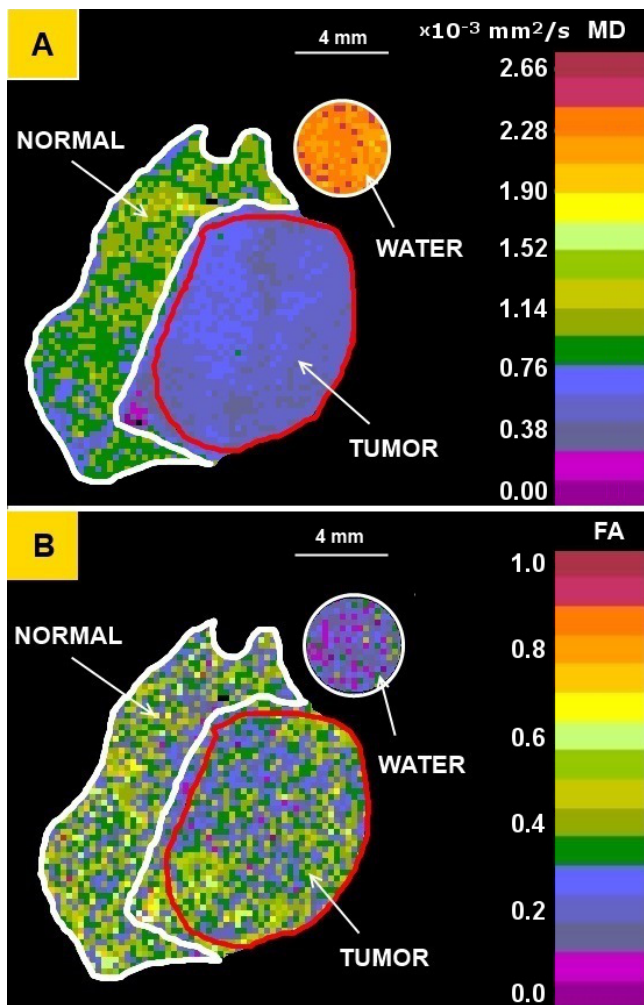 A
4 mm
×10-3 mm2/s MD
2.66
2.28
1.90
1.52
1.14
0.76
0.38
0.00
NORMAL
WATER
TUMOR
B
4 mm
FA
1.0
0.8
0.6
0.4
0.2
0.0
NORMAL
WATER
TUMOR